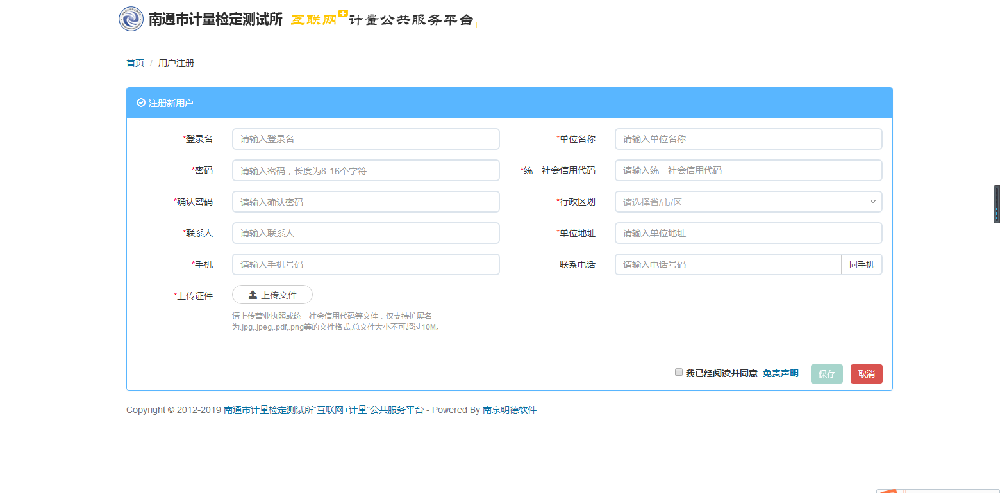 南通市计量检定测试所 互联网+计量公共服务平台
首页 / 用户注册
注册新用户
*登录名 请输入登录名 *单位名称 请输入单位名称
*密码 请输入密码，长度为8-16个字符 *统一社会信用代码 请输入统一社会信用代码
*确认密码 请输入确认密码 *行政区划 请选择省/市/区
*联系人 请输入联系人 *单位地址 请输入单位地址
*手机 请输入手机号码 联系电话 请输入电话号码 同手机
*上传证件 上传文件
请上传营业执照或统一社会信用代码等文件，仅支持扩展名
为.jpg,.jpeg,.pdf,.png等的文件格式,总文件大小不可超过10M。
我已经阅读并同意 免责声明 保存 取消
Copyright © 2012-2019 南通市计量检定测试所“互联网+计量”公共服务平台 - Powered By 南京明德软件